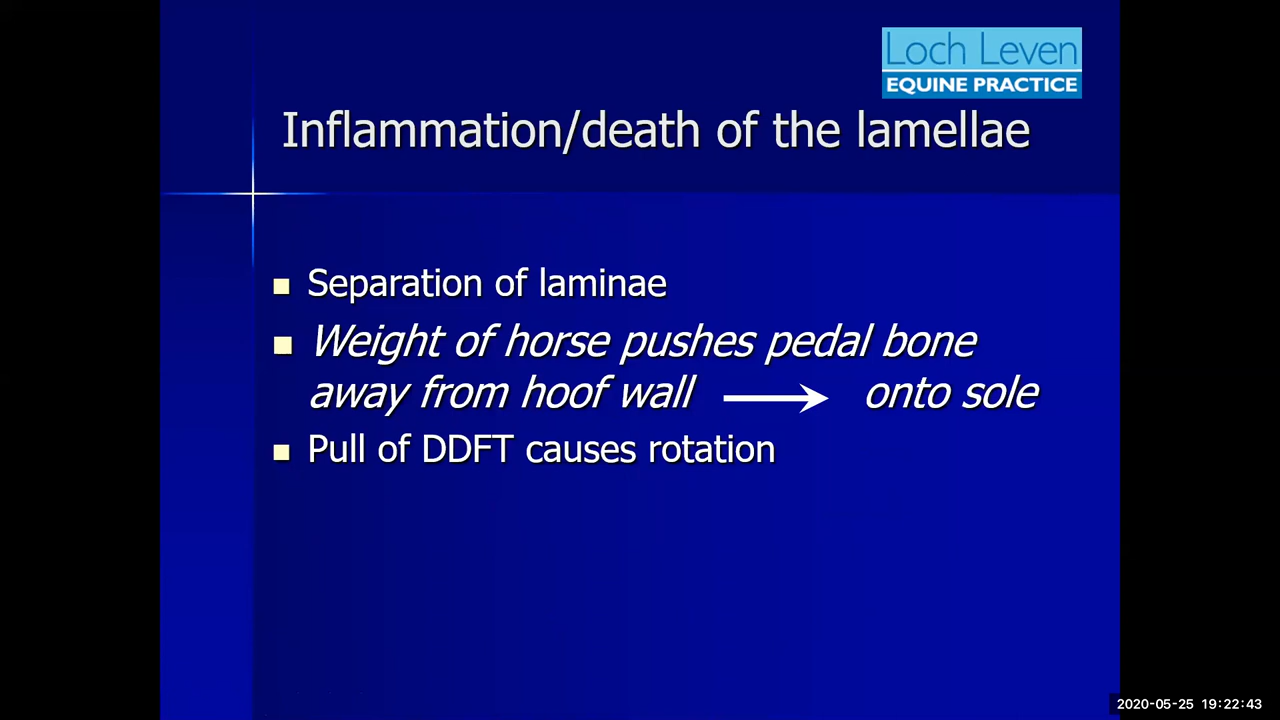 Loch Leven
EQUINE PRACTICE
Inflammation/death of the lamellae
Separation of laminae
Weight of horse pushes pedal bone
away from hoof wall → onto sole
Pull of DDFT causes rotation
2020-05-25 19:22:43